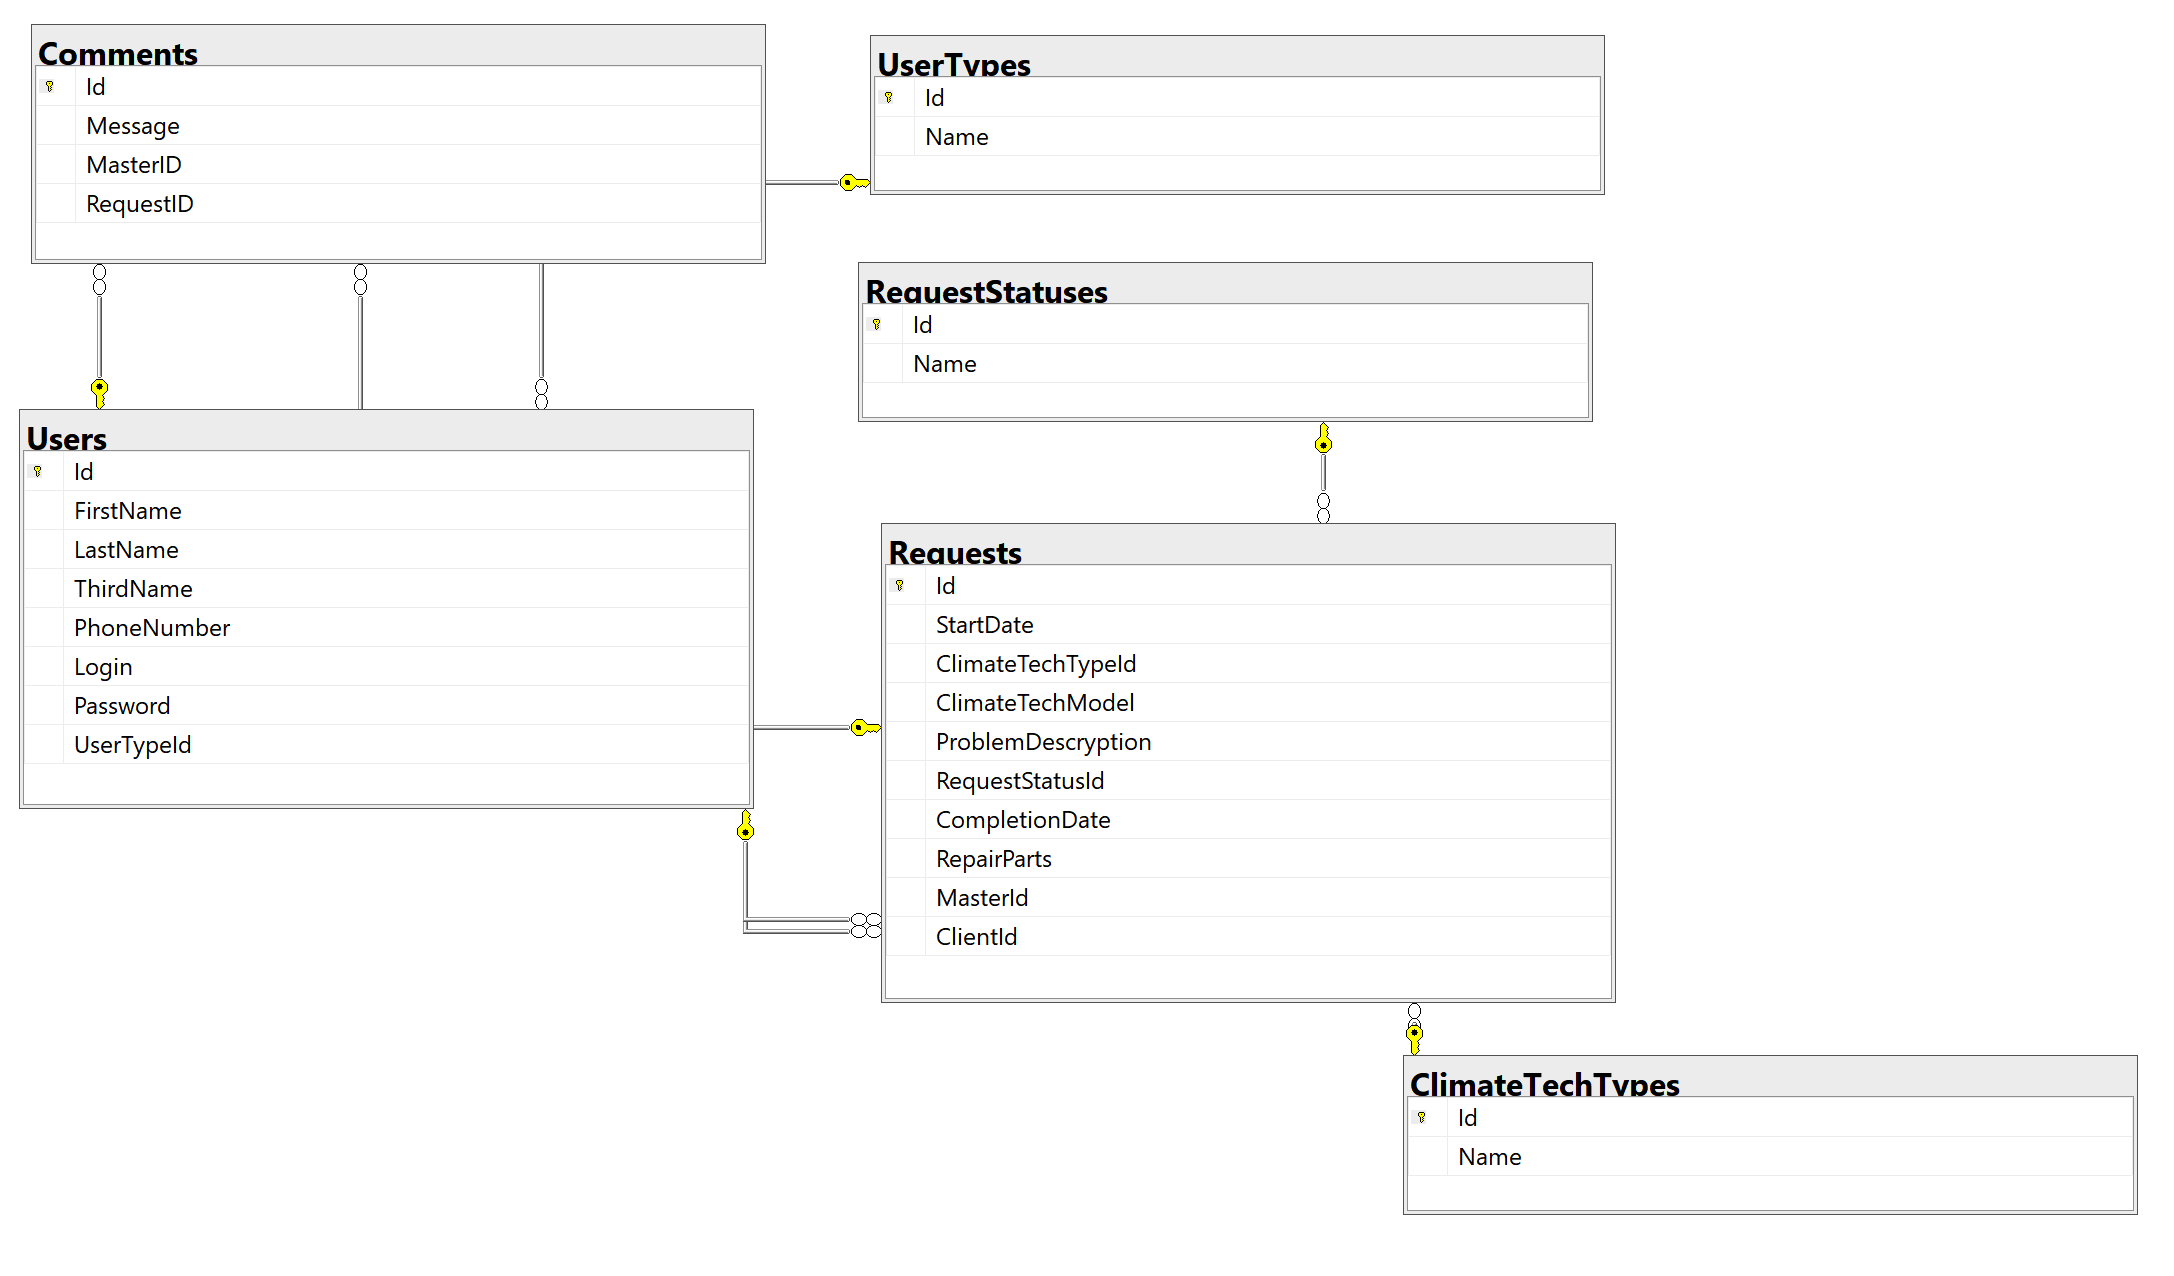 Comments
Id
Message
MasterID
RequestID
UserTypes
Id
Name
RequestStatuses
Id
Name
Users
Id
FirstName
LastName
ThirdName
PhoneNumber
Login
Password
UserTypeId
Requests
Id
StartDate
ClimateTechTypeId
ClimateTechModel
ProblemDescryption
RequestStatusId
CompletionDate
RepairParts
MasterId
ClientId
ClimateTechTypes
Id
Name